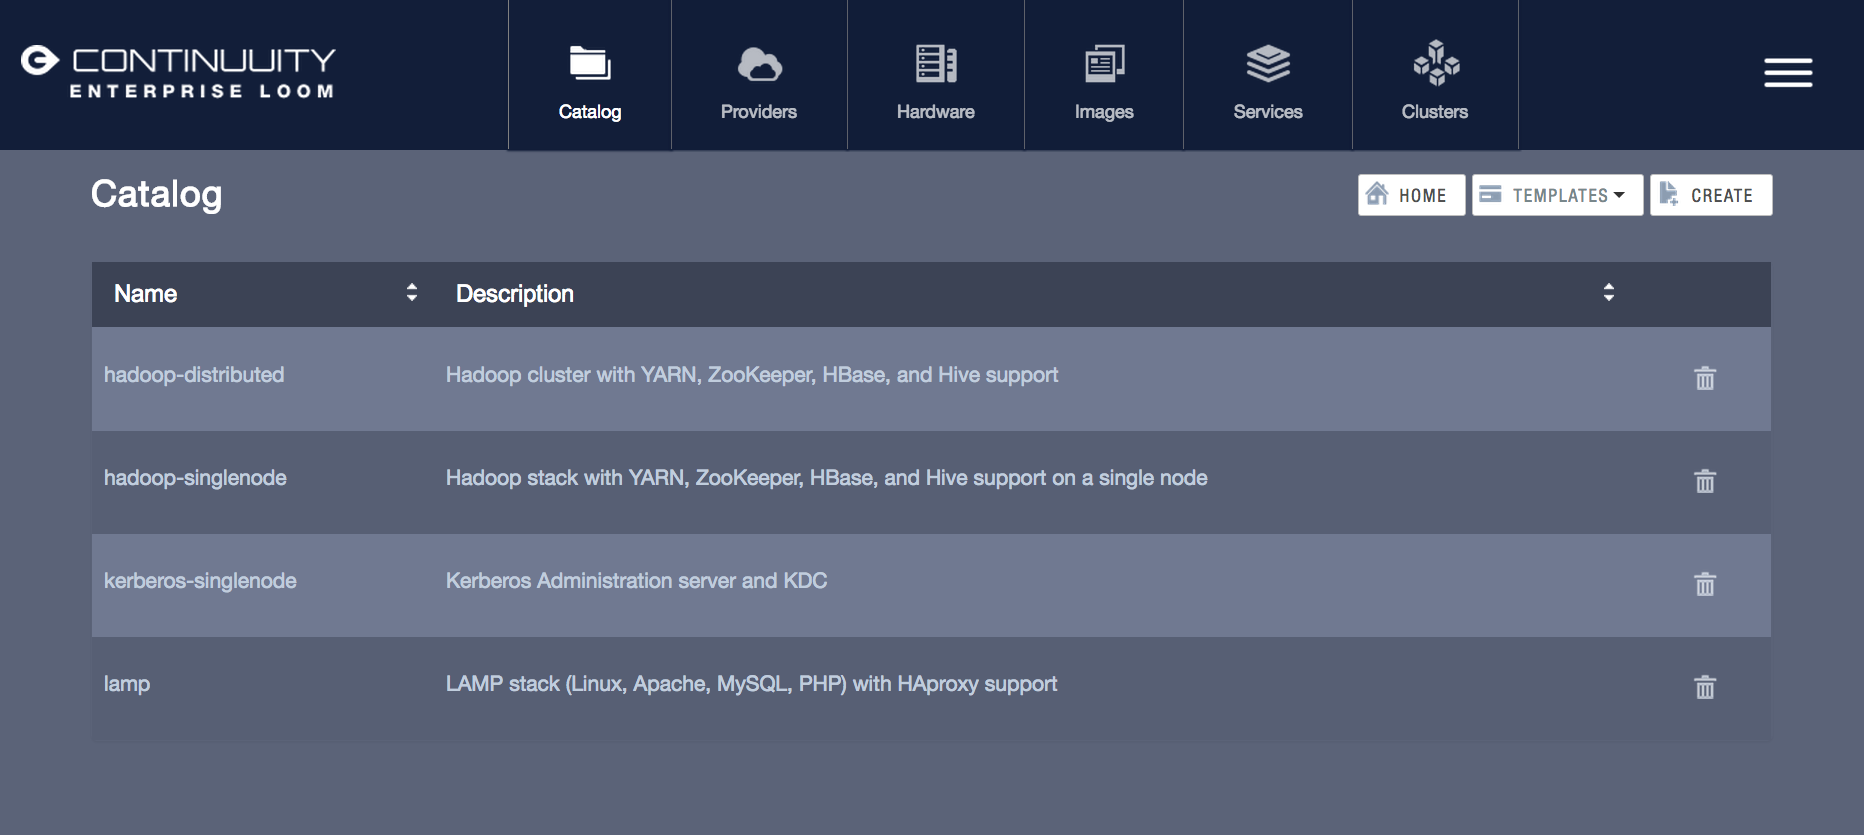 CONTINUUITY
ENTERPRISE LOOM
Catalog
Providers
Hardware
Images
Services
Clusters
Catalog
HOME
TEMPLATES
CREATE
Name
Description
hadoop-distributed
Hadoop cluster with YARN, ZooKeeper, HBase, and Hive support
hadoop-singlenode
Hadoop stack with YARN, ZooKeeper, HBase, and Hive support on a single node
kerberos-singlenode
Kerberos Administration server and KDC
lamp
LAMP stack (Linux, Apache, MySQL, PHP) with HAproxy support